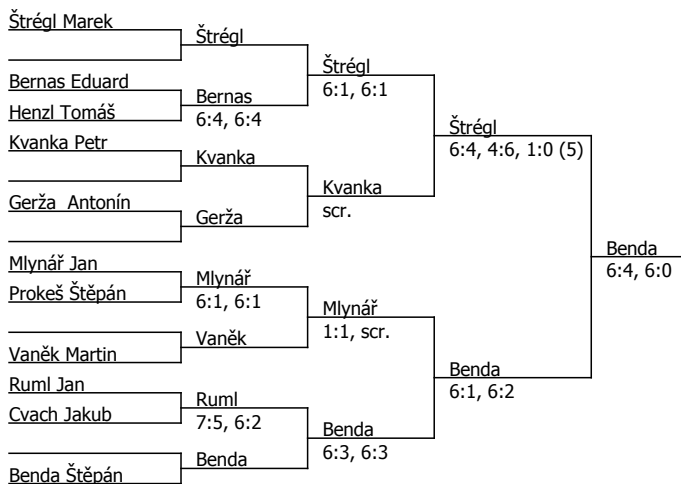 Štrégl Marek
Štrégl
Štrégl
6:1, 6:1
Bernas Eduard
Bernas
6:4, 6:4
Henzl Tomáš
Štrégl
6:4, 4:6, 1:0 (5)
Kvanka Petr
Kvanka
Kvanka
scr.
Gerža  Antonín
Gerža
Benda
6:4, 6:0
Mlynář Jan
Mlynář
6:1, 6:1
Prokeš Štěpán
Mlynář
1:1, scr.
Vaněk
Vaněk Martin
Benda
6:1, 6:2
Ruml Jan
Ruml
7:5, 6:2
Cvach Jakub
Benda
6:3, 6:3
Benda
Benda Štěpán